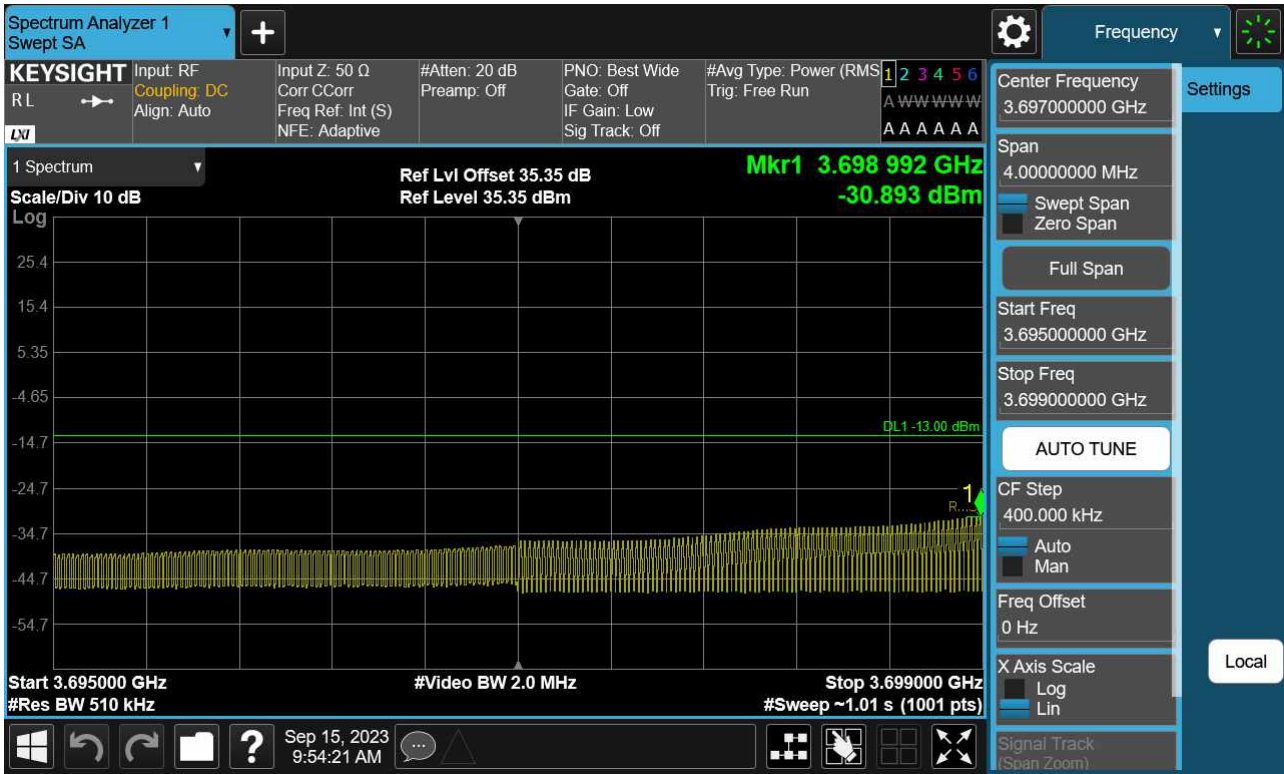 Spectrum Analyzer 1
Swept SA
Frequency
KEYSIGHT
R L
LXI
Input: RF
Coupling: DC
Align: Auto
Input Z: 50 Ω
Corr CCorr
Freq Ref: Int (S)
NFE: Adaptive
#Atten: 20 dB
Preamp: Off
PNO: Best Wide
Gate: Off
IF Gain: Low
Sig Track: Off
#Avg Type: Power (RMS
Trig: Free Run
1 2 3 4 5 6
A W W W W W
A A A A A A
1 Spectrum
Scale/Div 10 dB
Log
Ref Lvl Offset 35.35 dB
Ref Level 35.35 dBm
Mkr1 3.698 992 GHz
-30.893 dBm
25.4
15.4
5.35
-4.65
-14.7
-24.7
-34.7
-44.7
-54.7
DL1 -13.00 dBm
1
Start 3.695000 GHz
#Res BW 510 kHz
#Video BW 2.0 MHz
Stop 3.699000 GHz
#Sweep ~1.01 s (1001 pts)
Center Frequency
3.697000000 GHz
Span
4.00000000 MHz
Swept Span
Zero Span
Full Span
Start Freq
3.695000000 GHz
Stop Freq
3.699000000 GHz
AUTO TUNE
CF Step
400.000 kHz
Auto
Man
Freq Offset
0 Hz
X Axis Scale
Log
Lin
Signal Track
(Span Zoom)
Settings
Local
?
Sep 15, 2023
9:54:21 AM